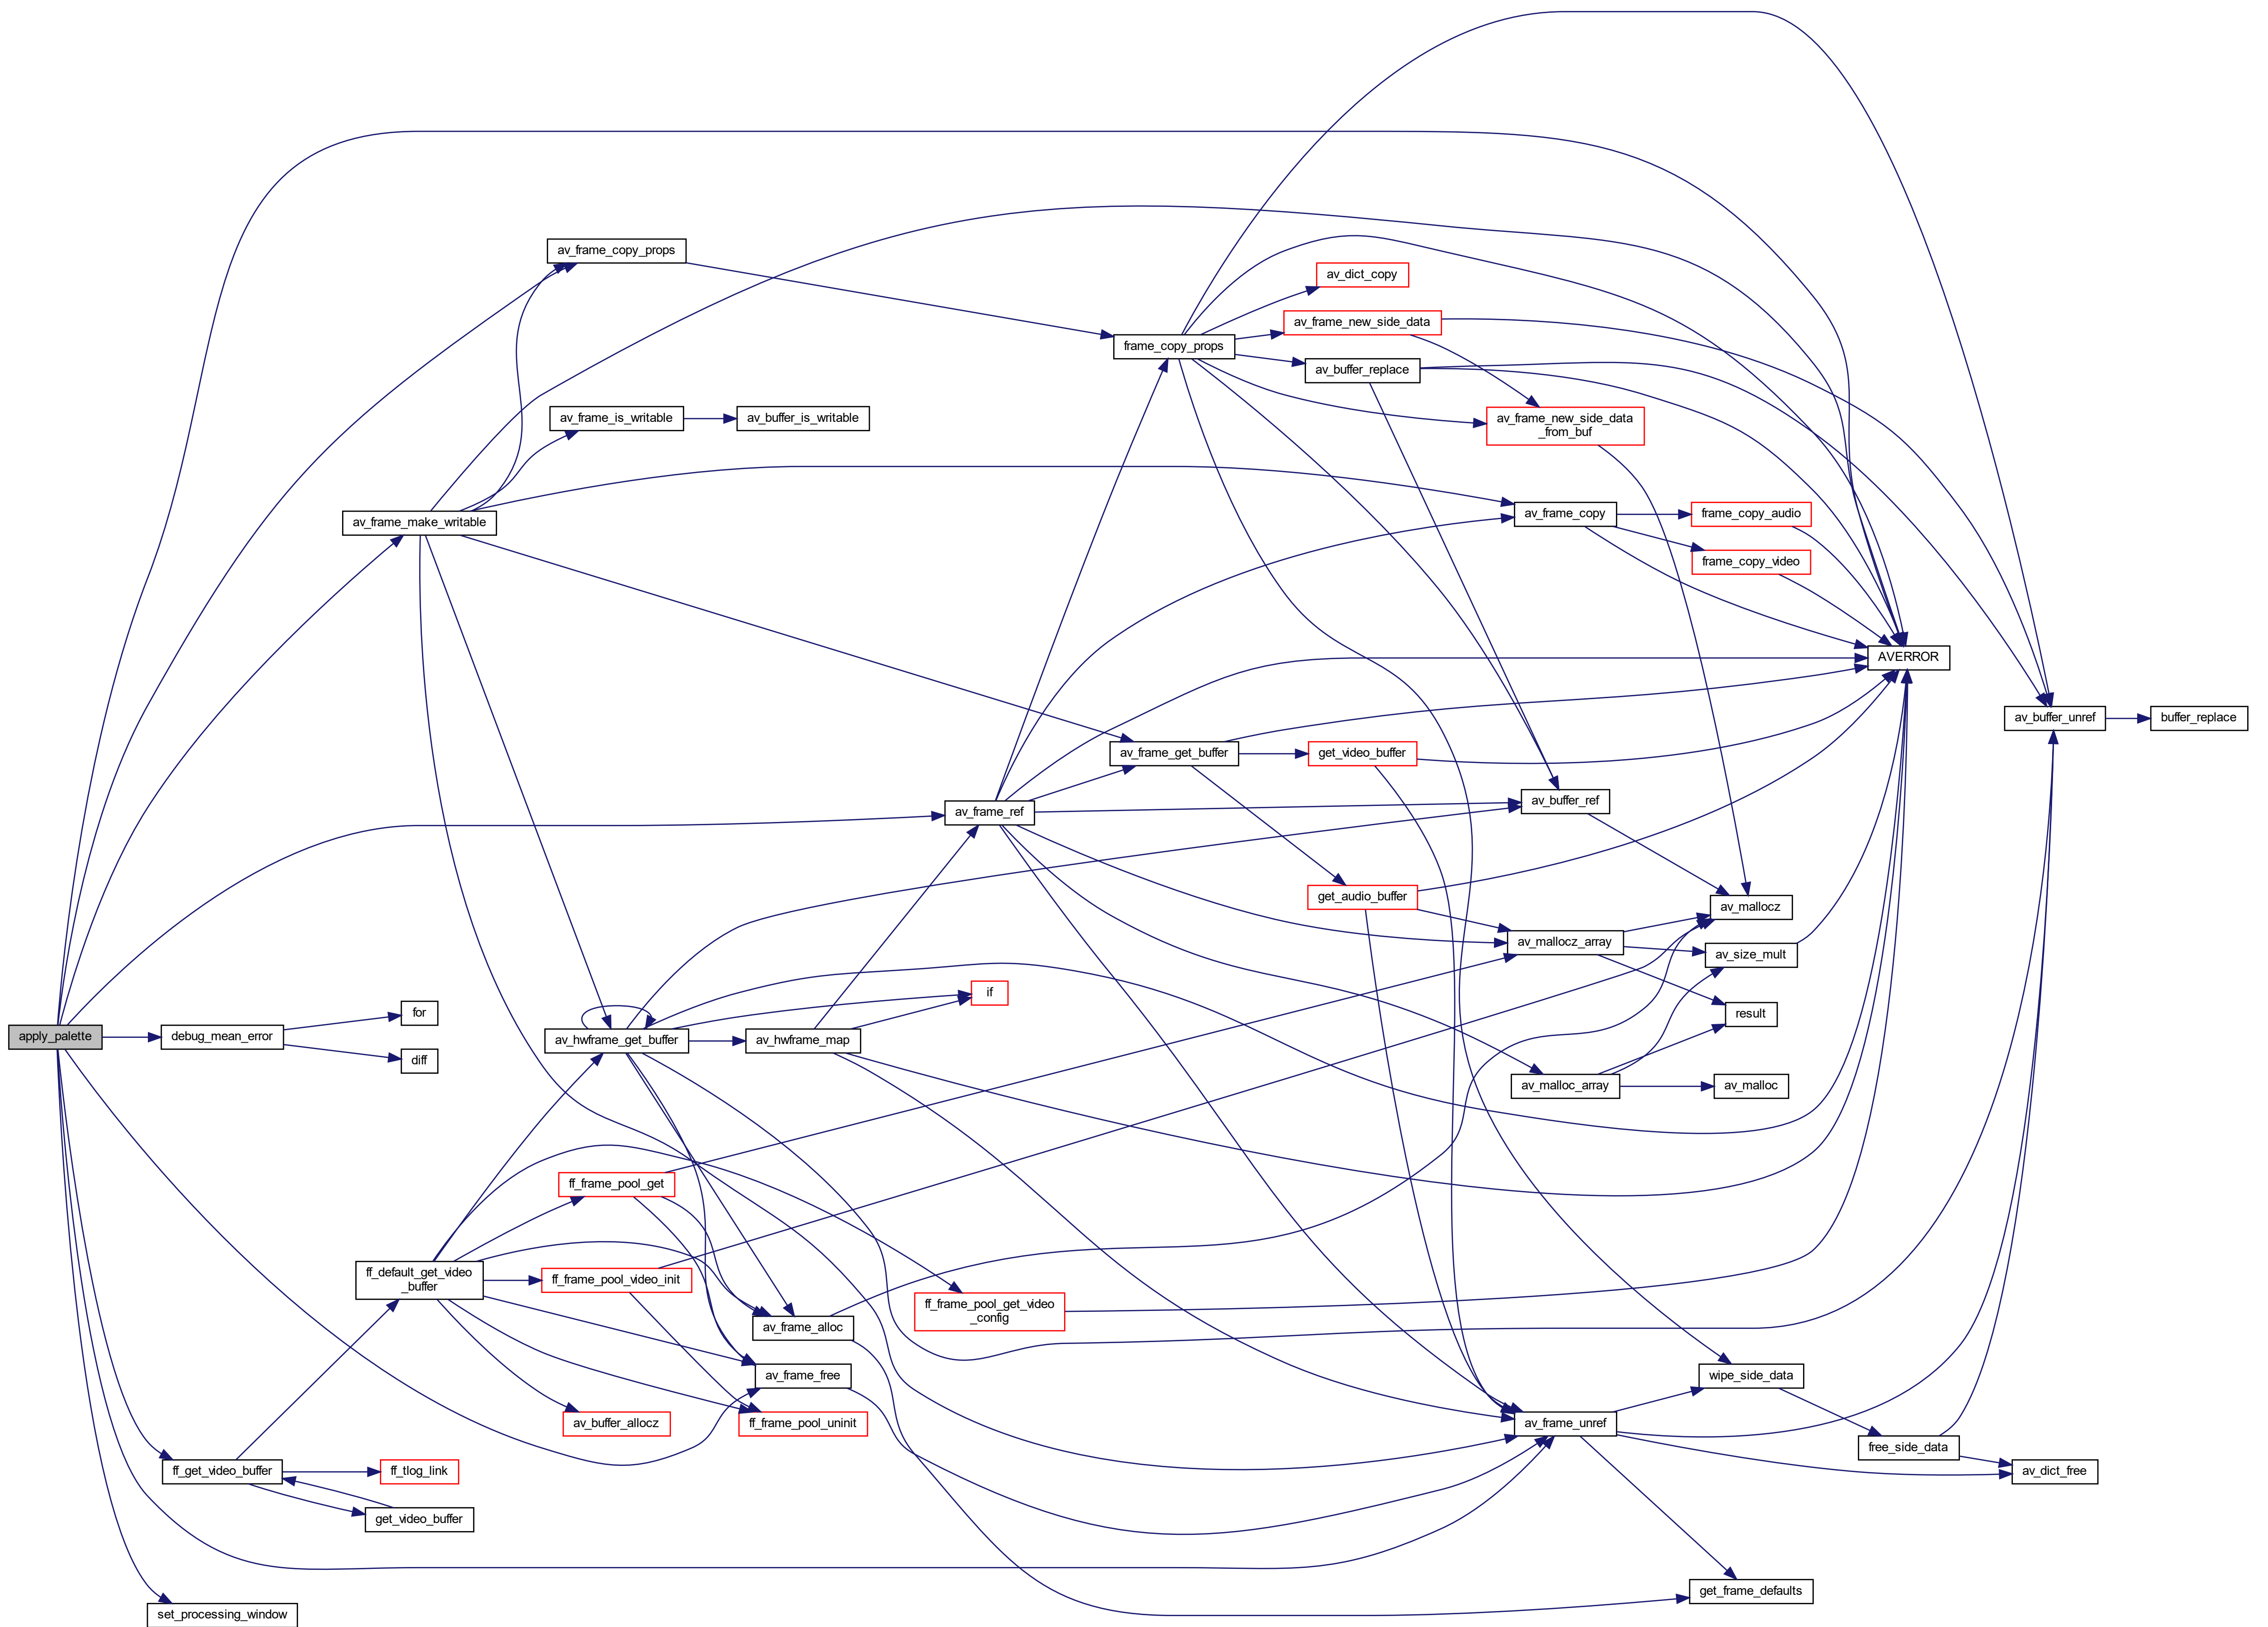 av_frame_copy_props
av_dict_copy
av_frame_new_side_data
frame_copy_props
av_buffer_replace
av_frame_is_writable
av_buffer_is_writable
av_frame_new_side_data
_from_buf
av_frame_make_writable
av_frame_copy
frame_copy_audio
frame_copy_video
AVERROR
av_buffer_unref
buffer_replace
av_frame_get_buffer
get_video_buffer
av_frame_ref
av_buffer_ref
get_audio_buffer
av_mallocz
av_mallocz_array
av_size_mult
if
for
result
apply_palette
debug_mean_error
av_hwframe_get_buffer
av_hwframe_map
diff
av_malloc_array
av_malloc
ff_frame_pool_get
ff_default_get_video
_buffer
ff_frame_pool_video_init
ff_frame_pool_get_video
_config
av_frame_alloc
av_frame_free
wipe_side_data
av_buffer_allocz
ff_frame_pool_uninit
av_frame_unref
free_side_data
ff_get_video_buffer
ff_tlog_link
av_dict_free
get_video_buffer
get_frame_defaults
set_processing_window